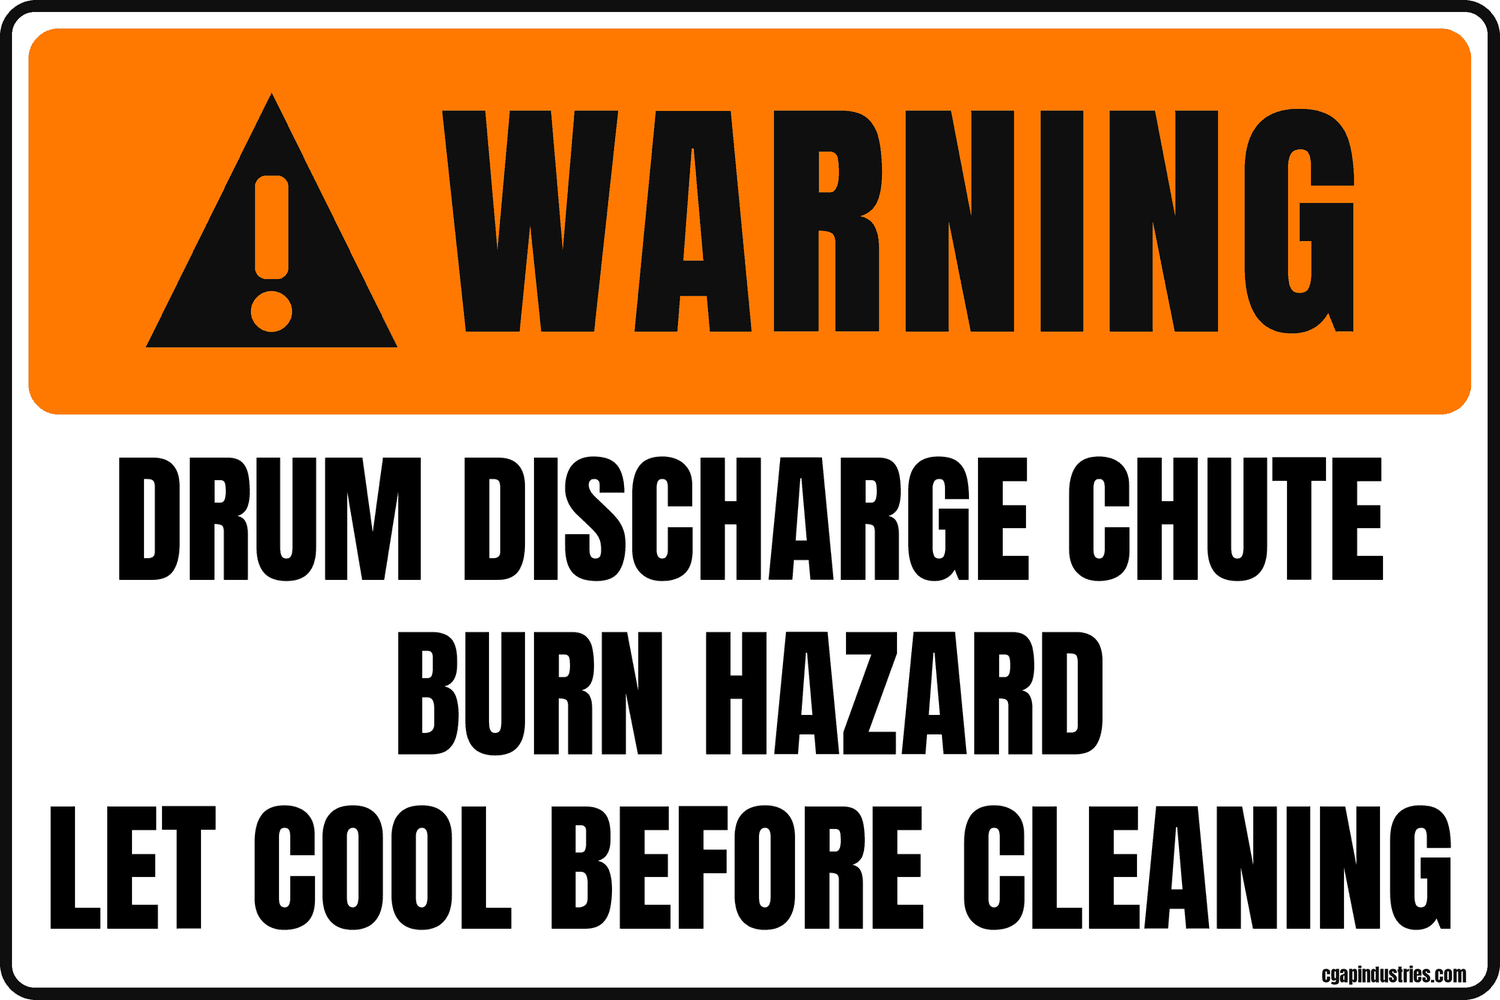 WARNING
DRUM DISCHARGE CHUTE
BURN HAZARD
LET COOL BEFORE CLEANING
cgapindustries.com